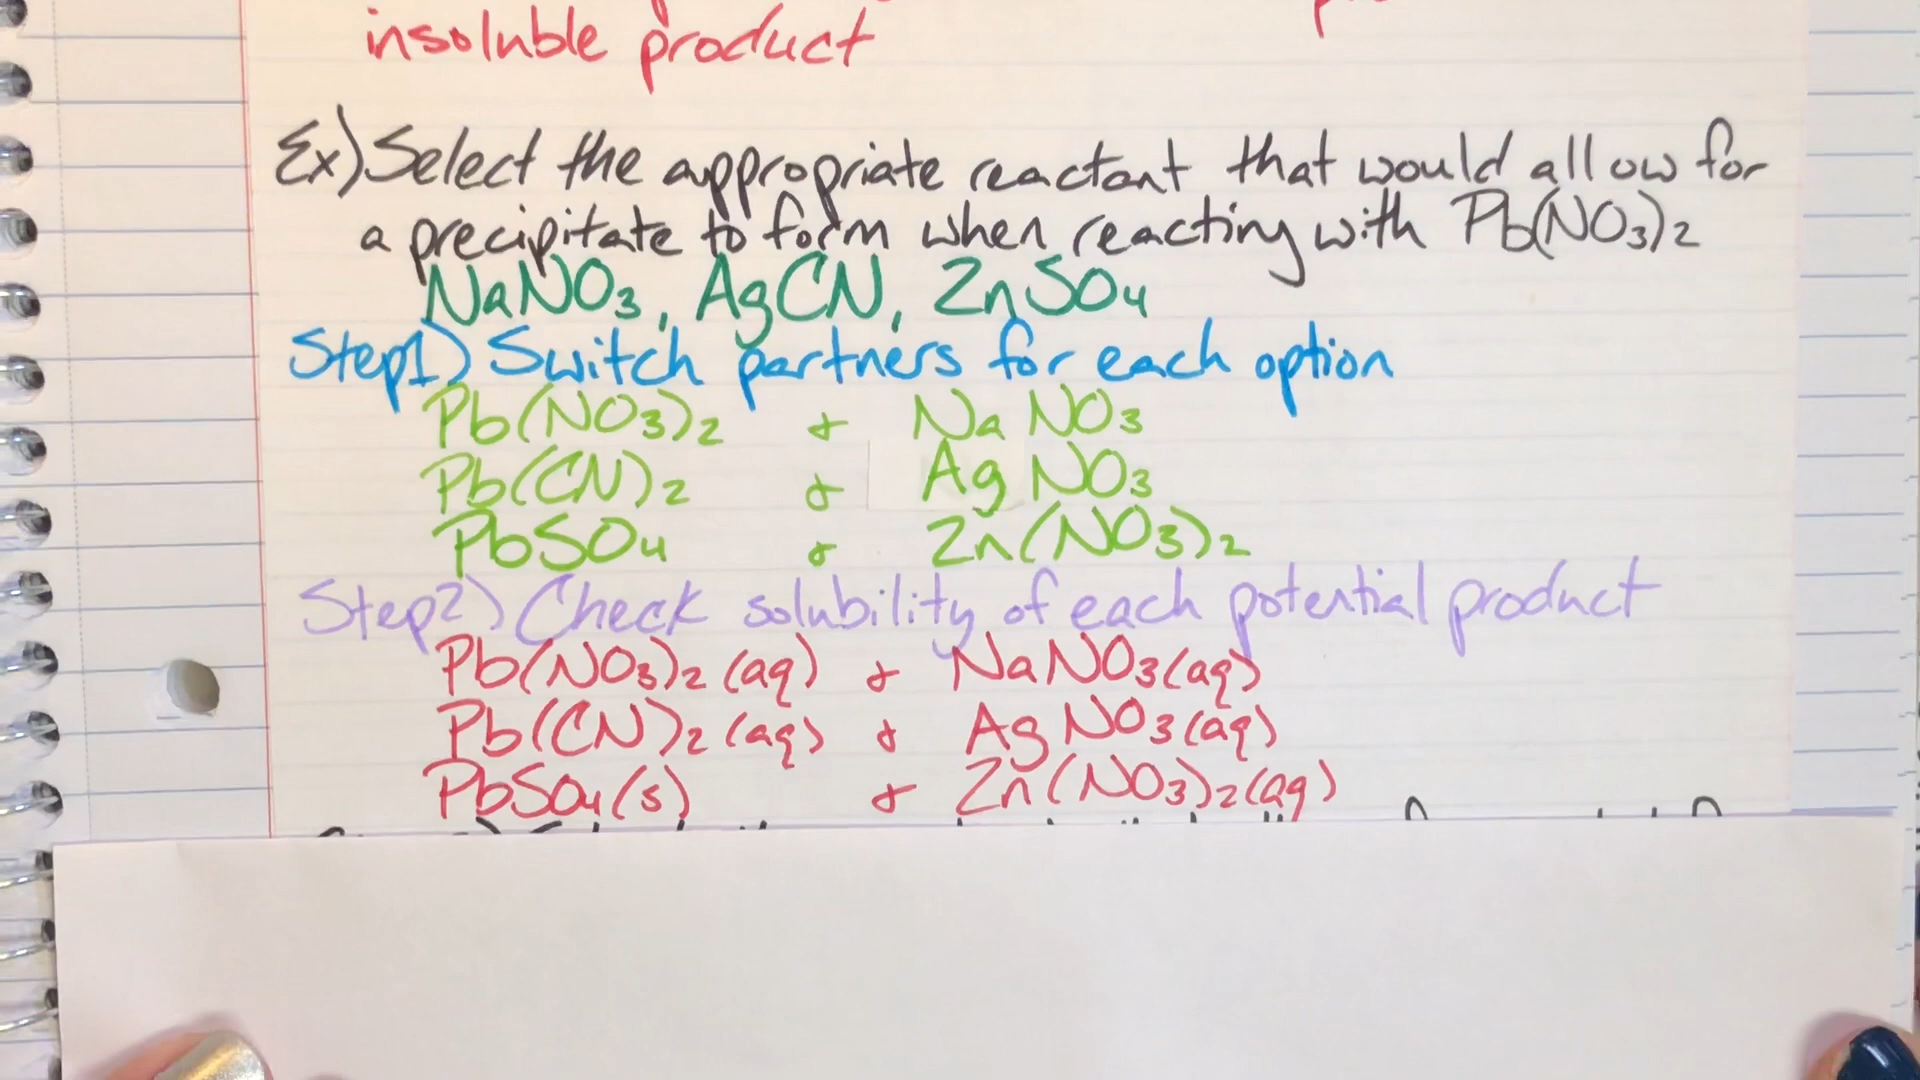 insoluble product
Ex) Select the appropriate reactant that would allow for
a precipitate to form when reacting with Pb(NO3)2
NaNO3, AgCN, ZnSO4
Step1) Switch partners for each option
Pb(NO3)2 + NaNO3
Pb(CN)2 + AgNO3
PbSO4 + Zn(NO3)2
Step2) Check solubility of each potential product
Pb(NO3)2(aq) + NaNO3(aq)
Pb(CN)2(aq) + AgNO3(aq)
PbSO4(s) + Zn(NO3)2(aq)